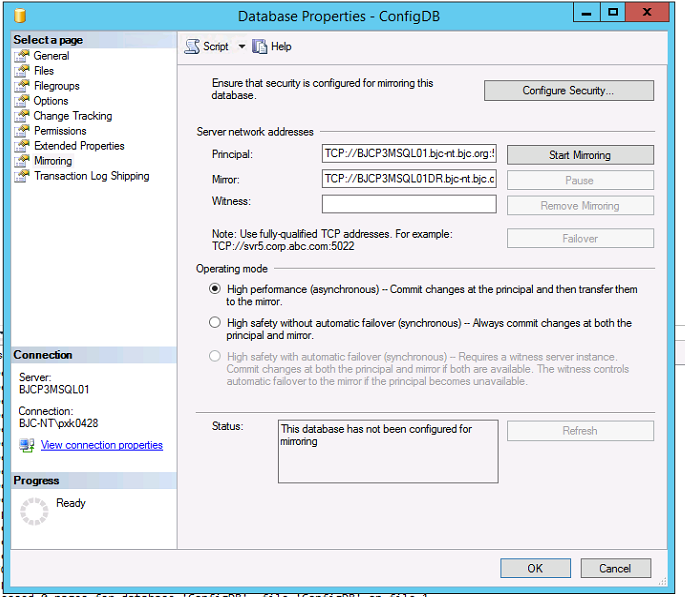 Database Properties - ConfigDB
Select a page
General
Files
Filegroups
Options
Change Tracking
Permissions
Extended Properties
Mirroring
Transaction Log Shipping
Script
Help
Ensure that security is configured for mirroring this
database.
Configure Security...
Server network addresses
Principal:
TCP://BJCP3MSQL01.bjc-nt.bjc.org:5
Start Mirroring
Mirror:
TCP://BJCP3MSQL01DR.bjc-nt.bjc.o
Pause
Witness:
Remove Mirroring
Note: Use fully-qualified TCP addresses. For example:
TCP://svr5.corp.abc.com:5022
Failover
Operating mode
High performance (asynchronous) -- Commit changes at the principal and then transfer them
to the mirror.
High safety without automatic failover (synchronous) -- Always commit changes at both the
principal and mirror.
High safety with automatic failover (synchronous) -- Requires a witness server instance.
Commit changes at both the principal and mirror if both are available. The witness controls
automatic failover to the mirror if the principal becomes unavailable.
Connection
Server:
BJCP3MSQL01
Connection:
BJC-NT\pxk0428
View connection properties
Status:
This database has not been configured for
mirroring
Refresh
Progress
Ready
OK
Cancel